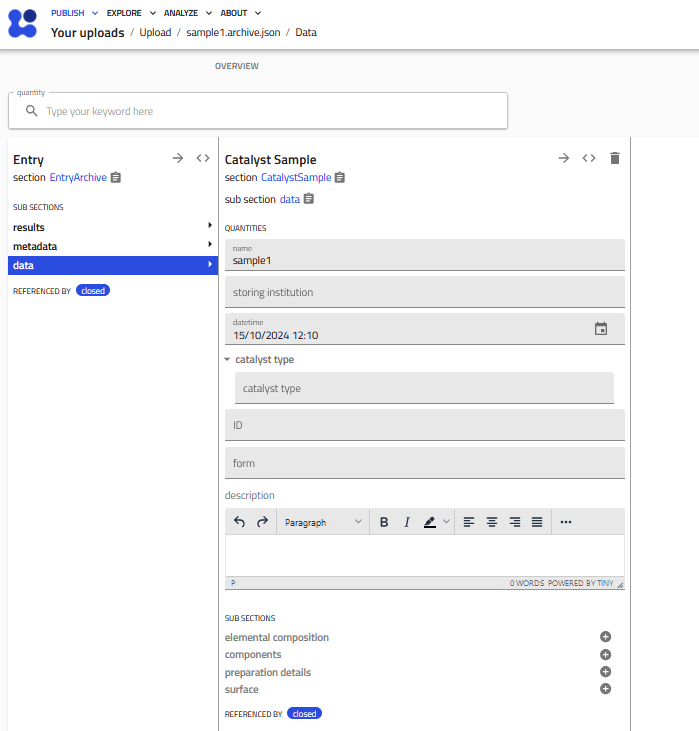 PUBLISH EXPLORE ANALYZE ABOUT
Your uploads / Upload / sample1.archive.json / Data
OVERVIEW
quantity
Type your keyword here
Entry
section EntryArchive
SUB SECTIONS
results
metadata
data
REFERENCED BY closed
Catalyst Sample
section CatalystSample
sub section data
QUANTITIES
name
sample1
storing institution
datetime
15/10/2024 12:10
catalyst type
catalyst type
ID
form
description
Paragraph B I
P 0 WORDS POWERED BY TINY
SUB SECTIONS
elemental composition
components
preparation details
surface
REFERENCED BY closed